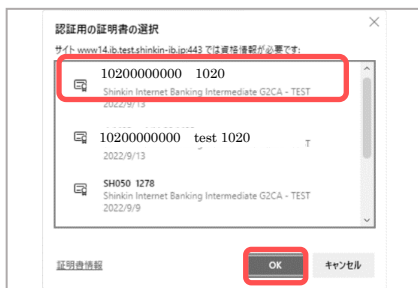 認証用の証明書の選択
サイト www14.ib.test.shinkin-ib.jp:443 では資格情報が必要です:
10200000000 1020
Shinkin Internet Banking Intermediate G2CA - TEST
2022/9/13
10200000000 test 1020
T
2022/9/13
SH050 1278
Shinkin Internet Banking Intermediate G2CA - TEST
2022/9/9
証明書情報
OK
キャンセル